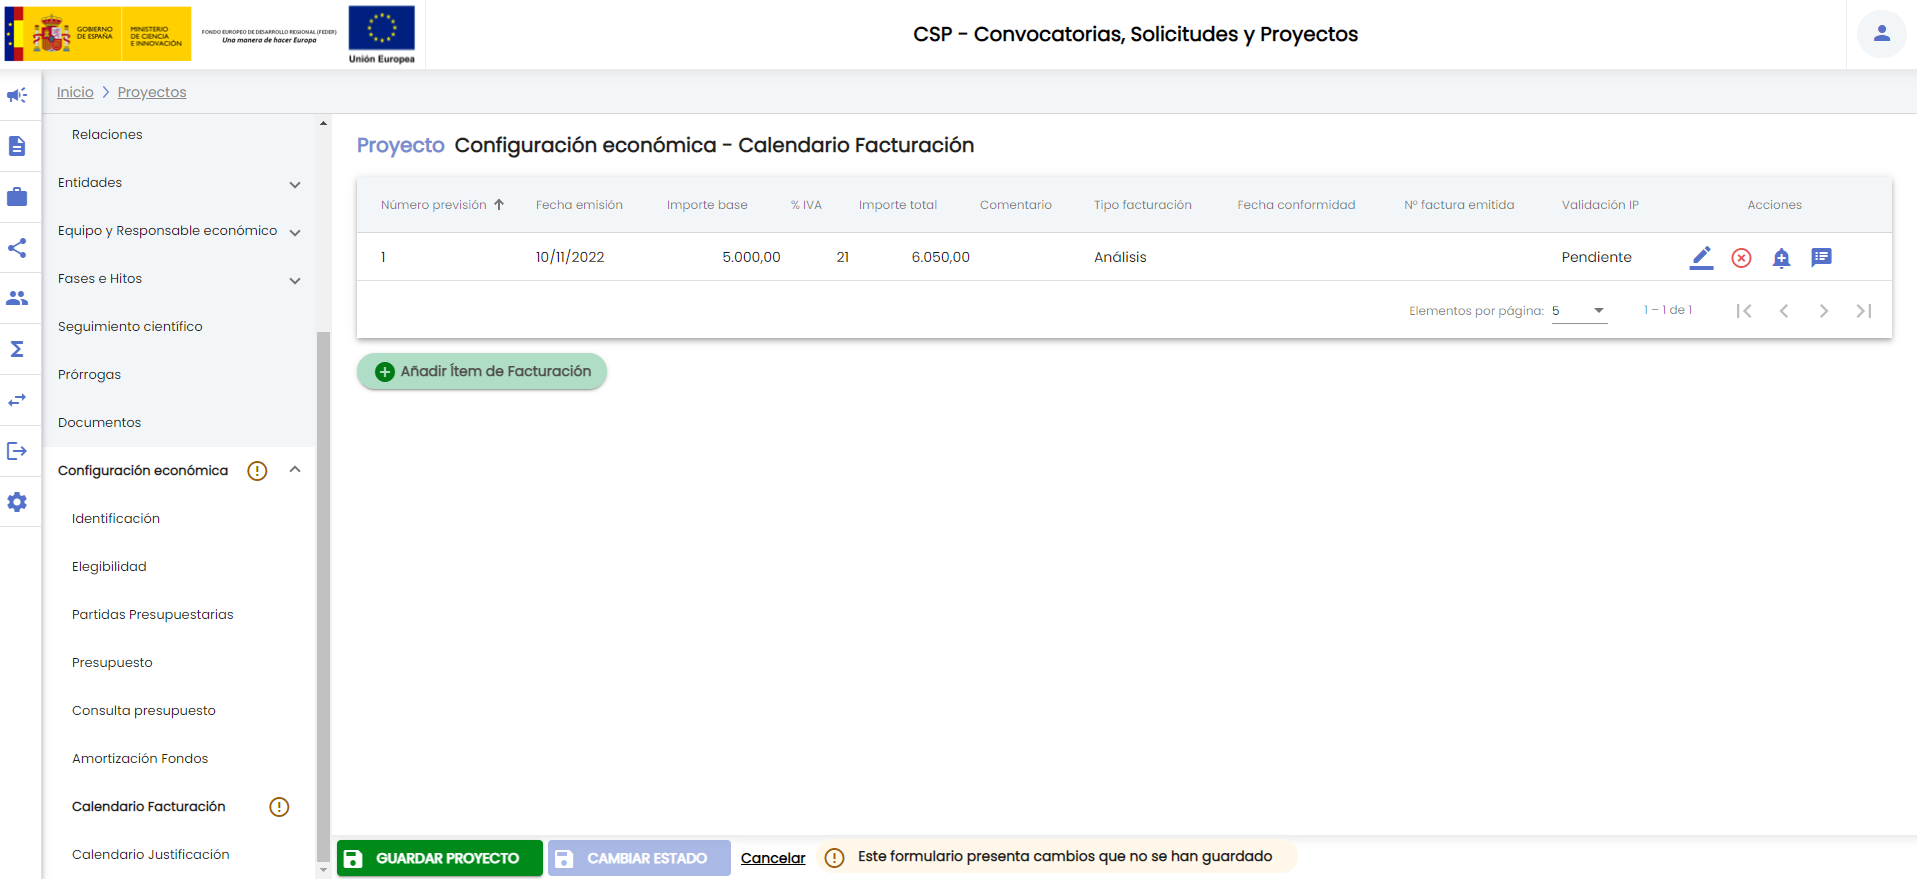 GOBIERNO DE ESPAÑA
MINISTERIO DE CIENCIA E INNOVACIÓN
FONDO EUROPEO DE DESARROLLO REGIONAL (FEDER)
Una manera de hacer Europa
Unión Europea
CSP - Convocatorias, Solicitudes y Proyectos
Inicio > Proyectos
Relaciones
Entidades
Equipo y Responsable económico
Fases e Hitos
Seguimiento científico
Prórrogas
Documentos
Configuración económica
Identificación
Elegibilidad
Partidas Presupuestarias
Presupuesto
Consulta presupuesto
Amortización Fondos
Calendario Facturación
Calendario Justificación
Proyecto Configuración económica - Calendario Facturación
Número previsión Fecha emisión Importe base % IVA Importe total Comentario Tipo facturación Fecha conformidad Nº factura emitida Validación IP Acciones
1 10/11/2022 5.000,00 21 6.050,00 Análisis Pendiente
Elementos por página: 5 1 – 1 de 1
Añadir Ítem de Facturación
GUARDAR PROYECTO CAMBIAR ESTADO Cancelar Este formulario presenta cambios que no se han guardado